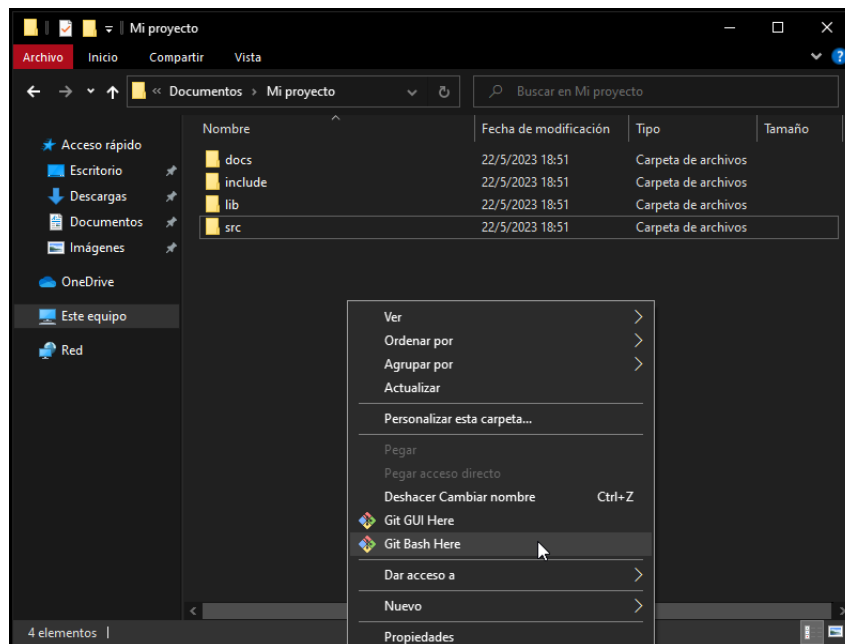 Mi proyecto
Archivo Inicio Compartir Vista
« Documentos › Mi proyecto
Buscar en Mi proyecto
Nombre Fecha de modificación Tipo Tamaño
docs 22/5/2023 18:51 Carpeta de archivos
include 22/5/2023 18:51 Carpeta de archivos
lib 22/5/2023 18:51 Carpeta de archivos
src 22/5/2023 18:51 Carpeta de archivos
Acceso rápido
Escritorio
Descargas
Documentos
Imágenes
OneDrive
Este equipo
Red
Ver
Ordenar por
Agrupar por
Actualizar
Personalizar esta carpeta...
Pegar
Pegar acceso directo
Deshacer Cambiar nombre Ctrl+Z
Git GUI Here
Git Bash Here
Dar acceso a
Nuevo
Propiedades
4 elementos